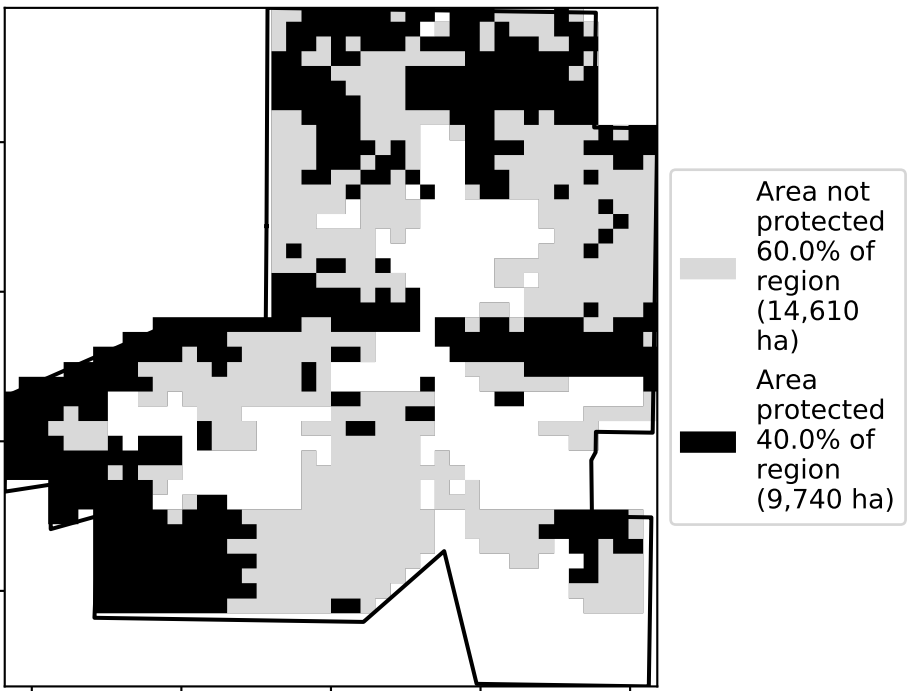 Area not
protected
60.0% of
region
(14,610
ha)
Area
protected
40.0% of
region
(9,740 ha)